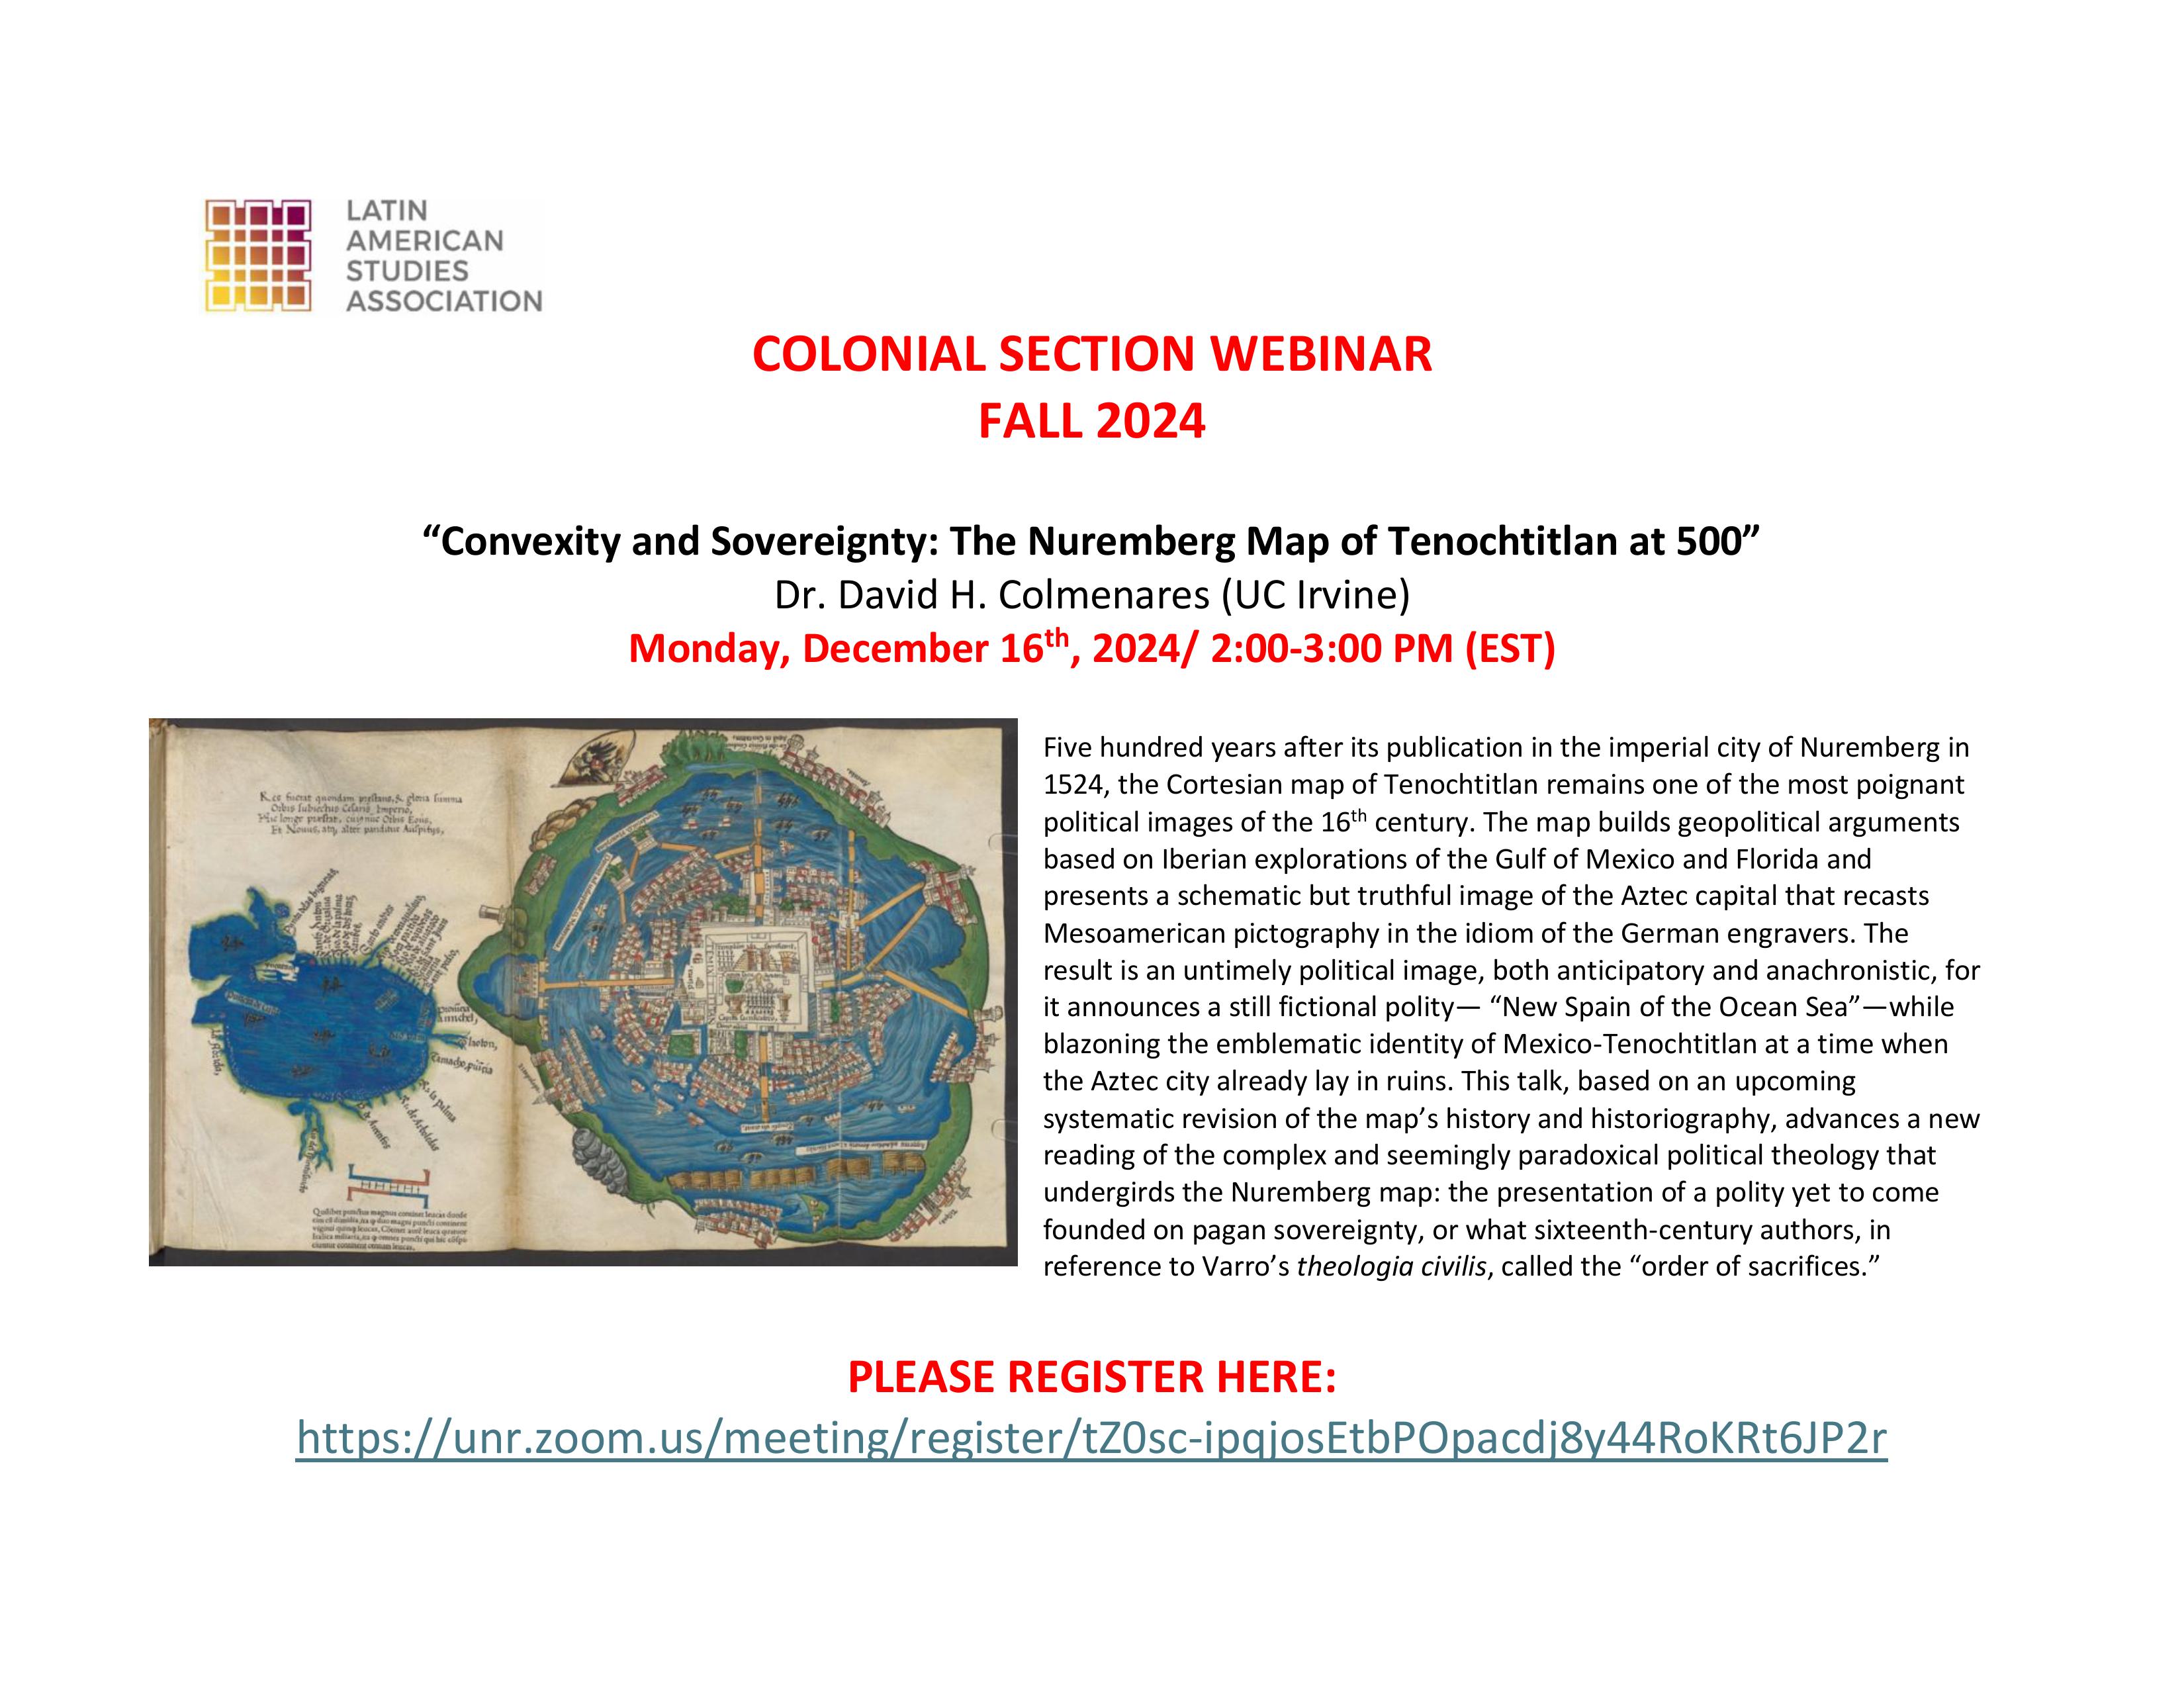 LATIN
AMERICAN
STUDIES
ASSOCIATION
COLONIAL SECTION WEBINAR
FALL 2024
“Convexity and Sovereignty: The Nuremberg Map of Tenochtitlan at 500”
Dr. David H. Colmenares (UC Irvine)
Monday, December 16th, 2024/ 2:00-3:00 PM (EST)
Five hundred years after its publication in the imperial city of Nuremberg in
1524, the Cortesian map of Tenochtitlan remains one of the most poignant
political images of the 16th century. The map builds geopolitical arguments
based on Iberian explorations of the Gulf of Mexico and Florida and
presents a schematic but truthful image of the Aztec capital that recasts
Mesoamerican pictography in the idiom of the German engravers. The
result is an untimely political image, both anticipatory and anachronistic, for
it announces a still fictional polity— “New Spain of the Ocean Sea”—while
blazoning the emblematic identity of Mexico-Tenochtitlan at a time when
the Aztec city already lay in ruins. This talk, based on an upcoming
systematic revision of the map’s history and historiography, advances a new
reading of the complex and seemingly paradoxical political theology that
undergirds the Nuremberg map: the presentation of a polity yet to come
founded on pagan sovereignty, or what sixteenth-century authors, in
reference to Varro’s theologia civilis, called the “order of sacrifices.”
PLEASE REGISTER HERE:
https://unr.zoom.us/meeting/register/tZ0sc-ipqjosEtbPOpacdj8y44RoKRt6JP2r